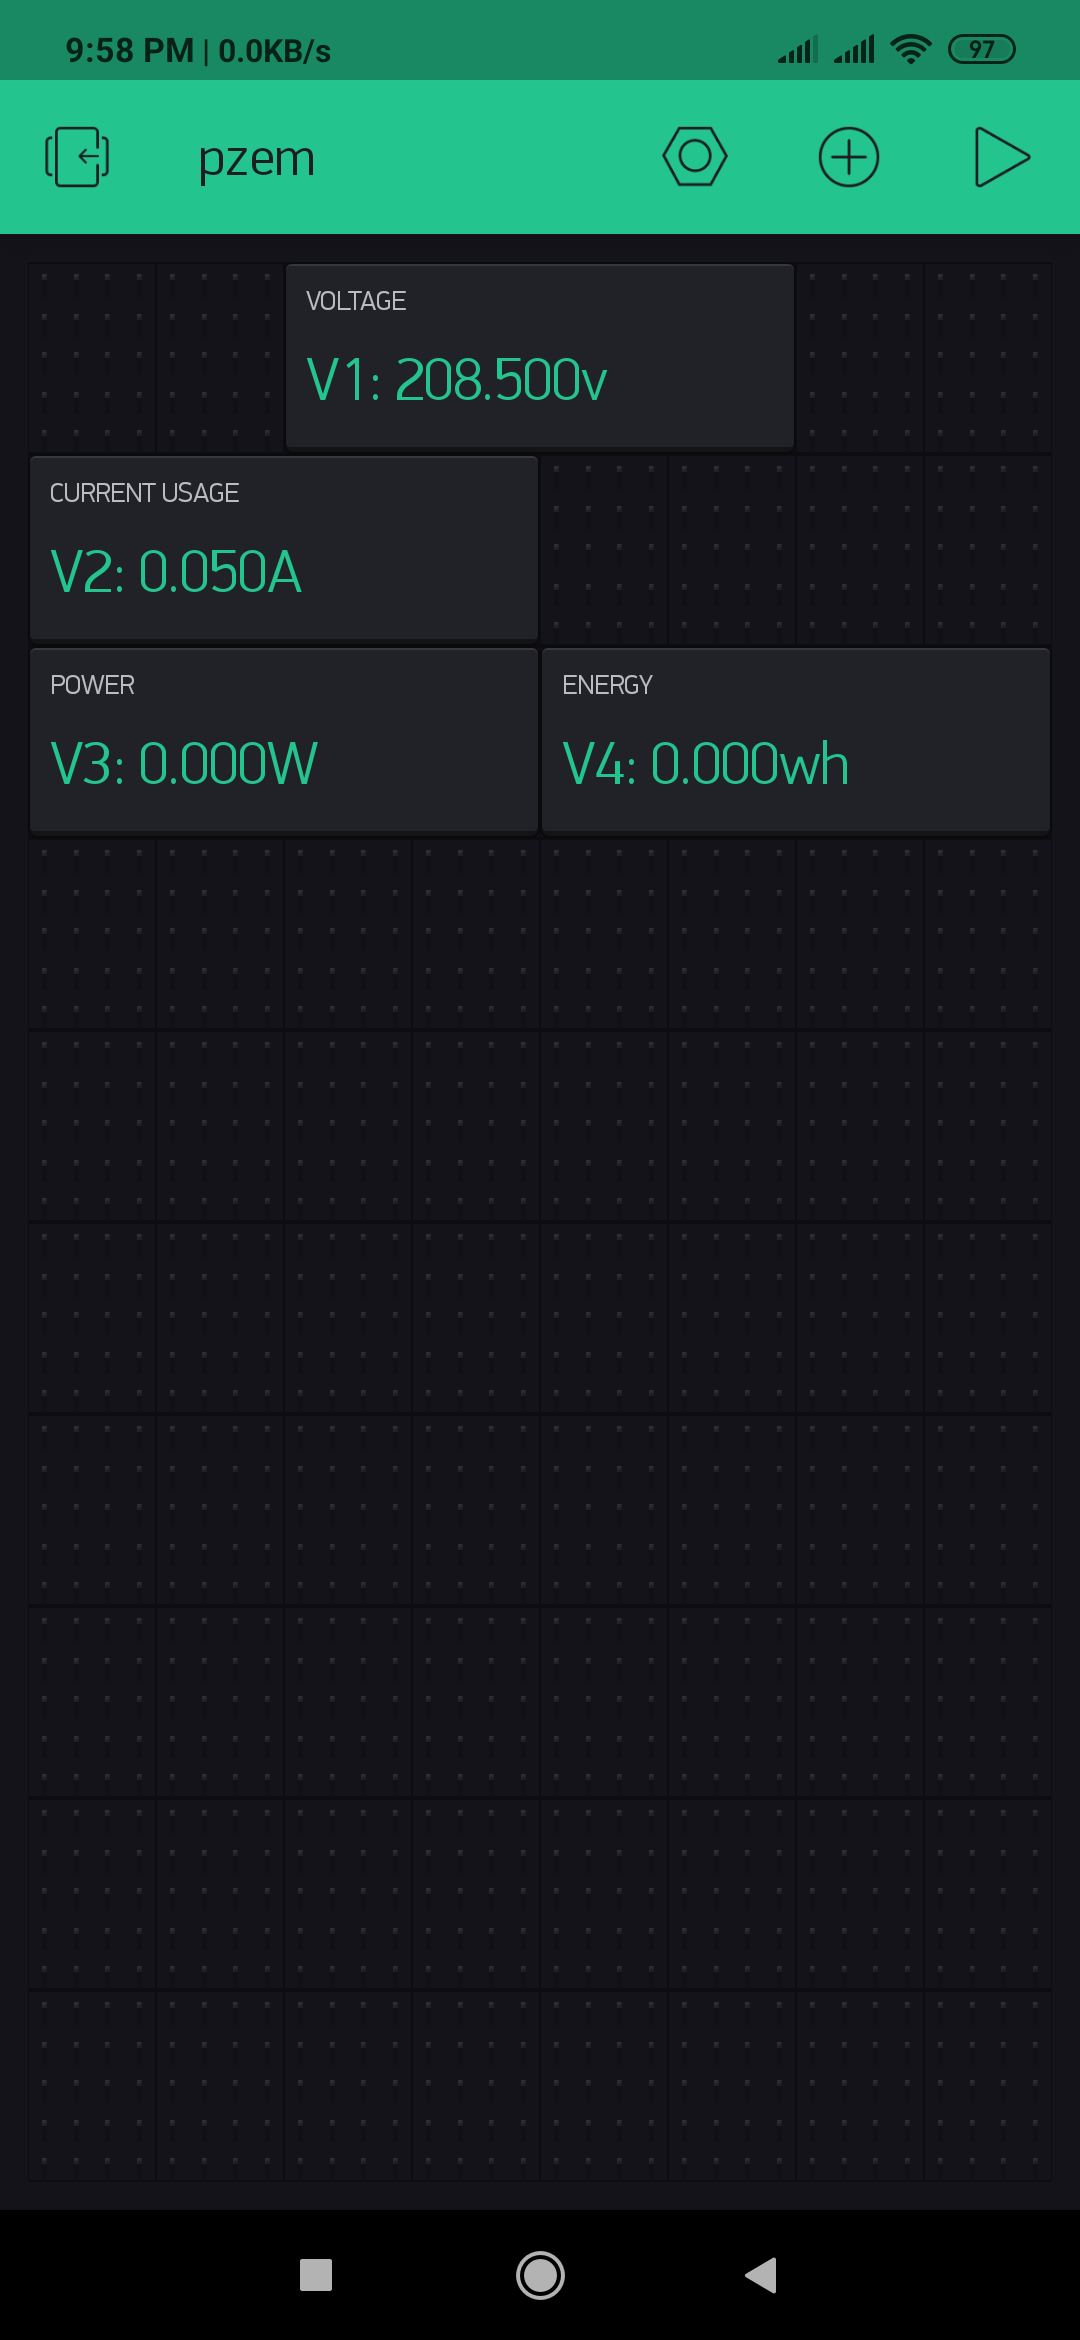 9:58 PM | 0.0KB/s 97
pzem
VOLTAGE
V1: 208.500v
CURRENT USAGE
V2: 0.050A
POWER
V3: 0.000W
ENERGY
V4: 0.000wh